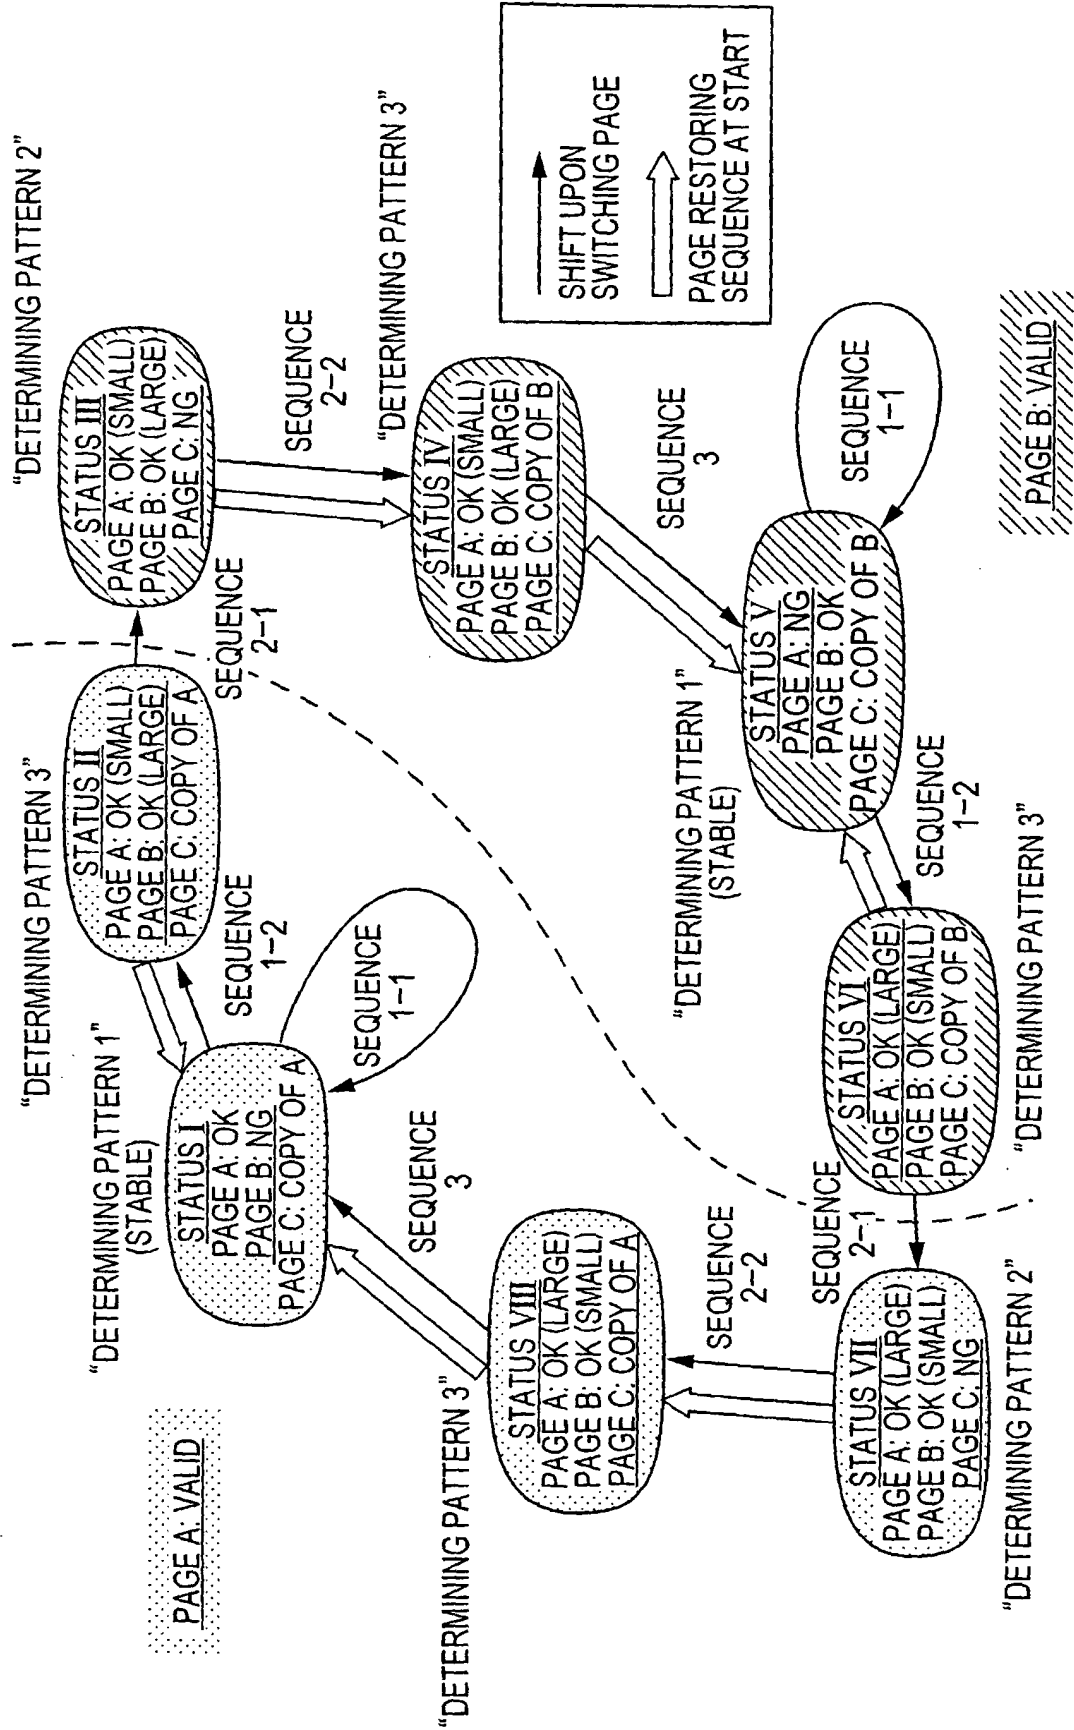 PAGE A: VALID
"DETERMINING PATTERN 1"
(STABLE)
STATUS I
PAGE A: OK
PAGE B: NG
PAGE C: COPY OF A
SEQUENCE
1-1
SEQUENCE
1-2
"DETERMINING PATTERN 3"
STATUS II
PAGE A: OK (SMALL)
PAGE B: OK (LARGE)
PAGE C: COPY OF A
SEQUENCE
2-1
"DETERMINING PATTERN 2"
STATUS III
PAGE A: OK (SMALL)
PAGE B: OK (LARGE)
PAGE C: NG
SEQUENCE
2-2
"DETERMINING PATTERN 3"
STATUS IV
PAGE A: OK (SMALL)
PAGE B: OK (LARGE)
PAGE C: COPY OF B
SEQUENCE
3
"DETERMINING PATTERN 1"
(STABLE)
STATUS V
PAGE A: NG
PAGE B: OK
PAGE C: COPY OF B
SEQUENCE
1-1
SEQUENCE
1-2
STATUS VI
PAGE A: OK (LARGE)
PAGE B: OK (SMALL)
PAGE C: COPY OF B
"DETERMINING PATTERN 3"
SEQUENCE
2-1
STATUS VII
PAGE A: OK (LARGE)
PAGE B: OK (SMALL)
PAGE C: NG
"DETERMINING PATTERN 2"
SEQUENCE
2-2
"DETERMINING PATTERN 3"
STATUS VIII
PAGE A: OK (LARGE)
PAGE B: OK (SMALL)
PAGE C: COPY OF A
SEQUENCE
3
SHIFT UPON
SWITCHING PAGE
PAGE RESTORING
SEQUENCE AT START
PAGE B: VALID